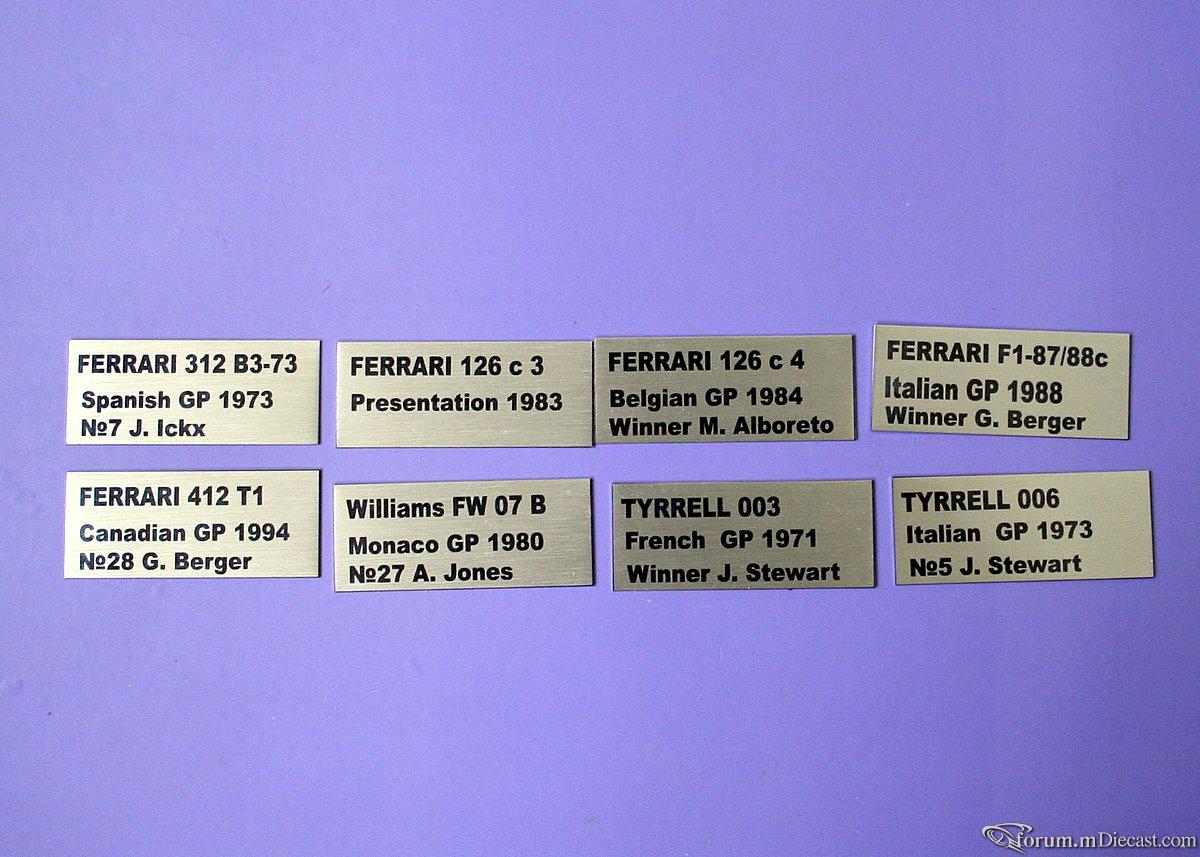 FERRARI 312 B3-73
Spanish GP 1973
№7 J. Ickx
FERRARI 126 c 3
Presentation 1983
FERRARI 126 c 4
Belgian GP 1984
Winner M. Alboreto
FERRARI F1-87/88c
Italian GP 1988
Winner G. Berger
FERRARI 412 T1
Canadian GP 1994
№28 G. Berger
Williams FW 07 B
Monaco GP 1980
№27 A. Jones
TYRRELL 003
French GP 1971
Winner J. Stewart
TYRRELL 006
Italian GP 1973
№5 J. Stewart
forum.mDiecast.com